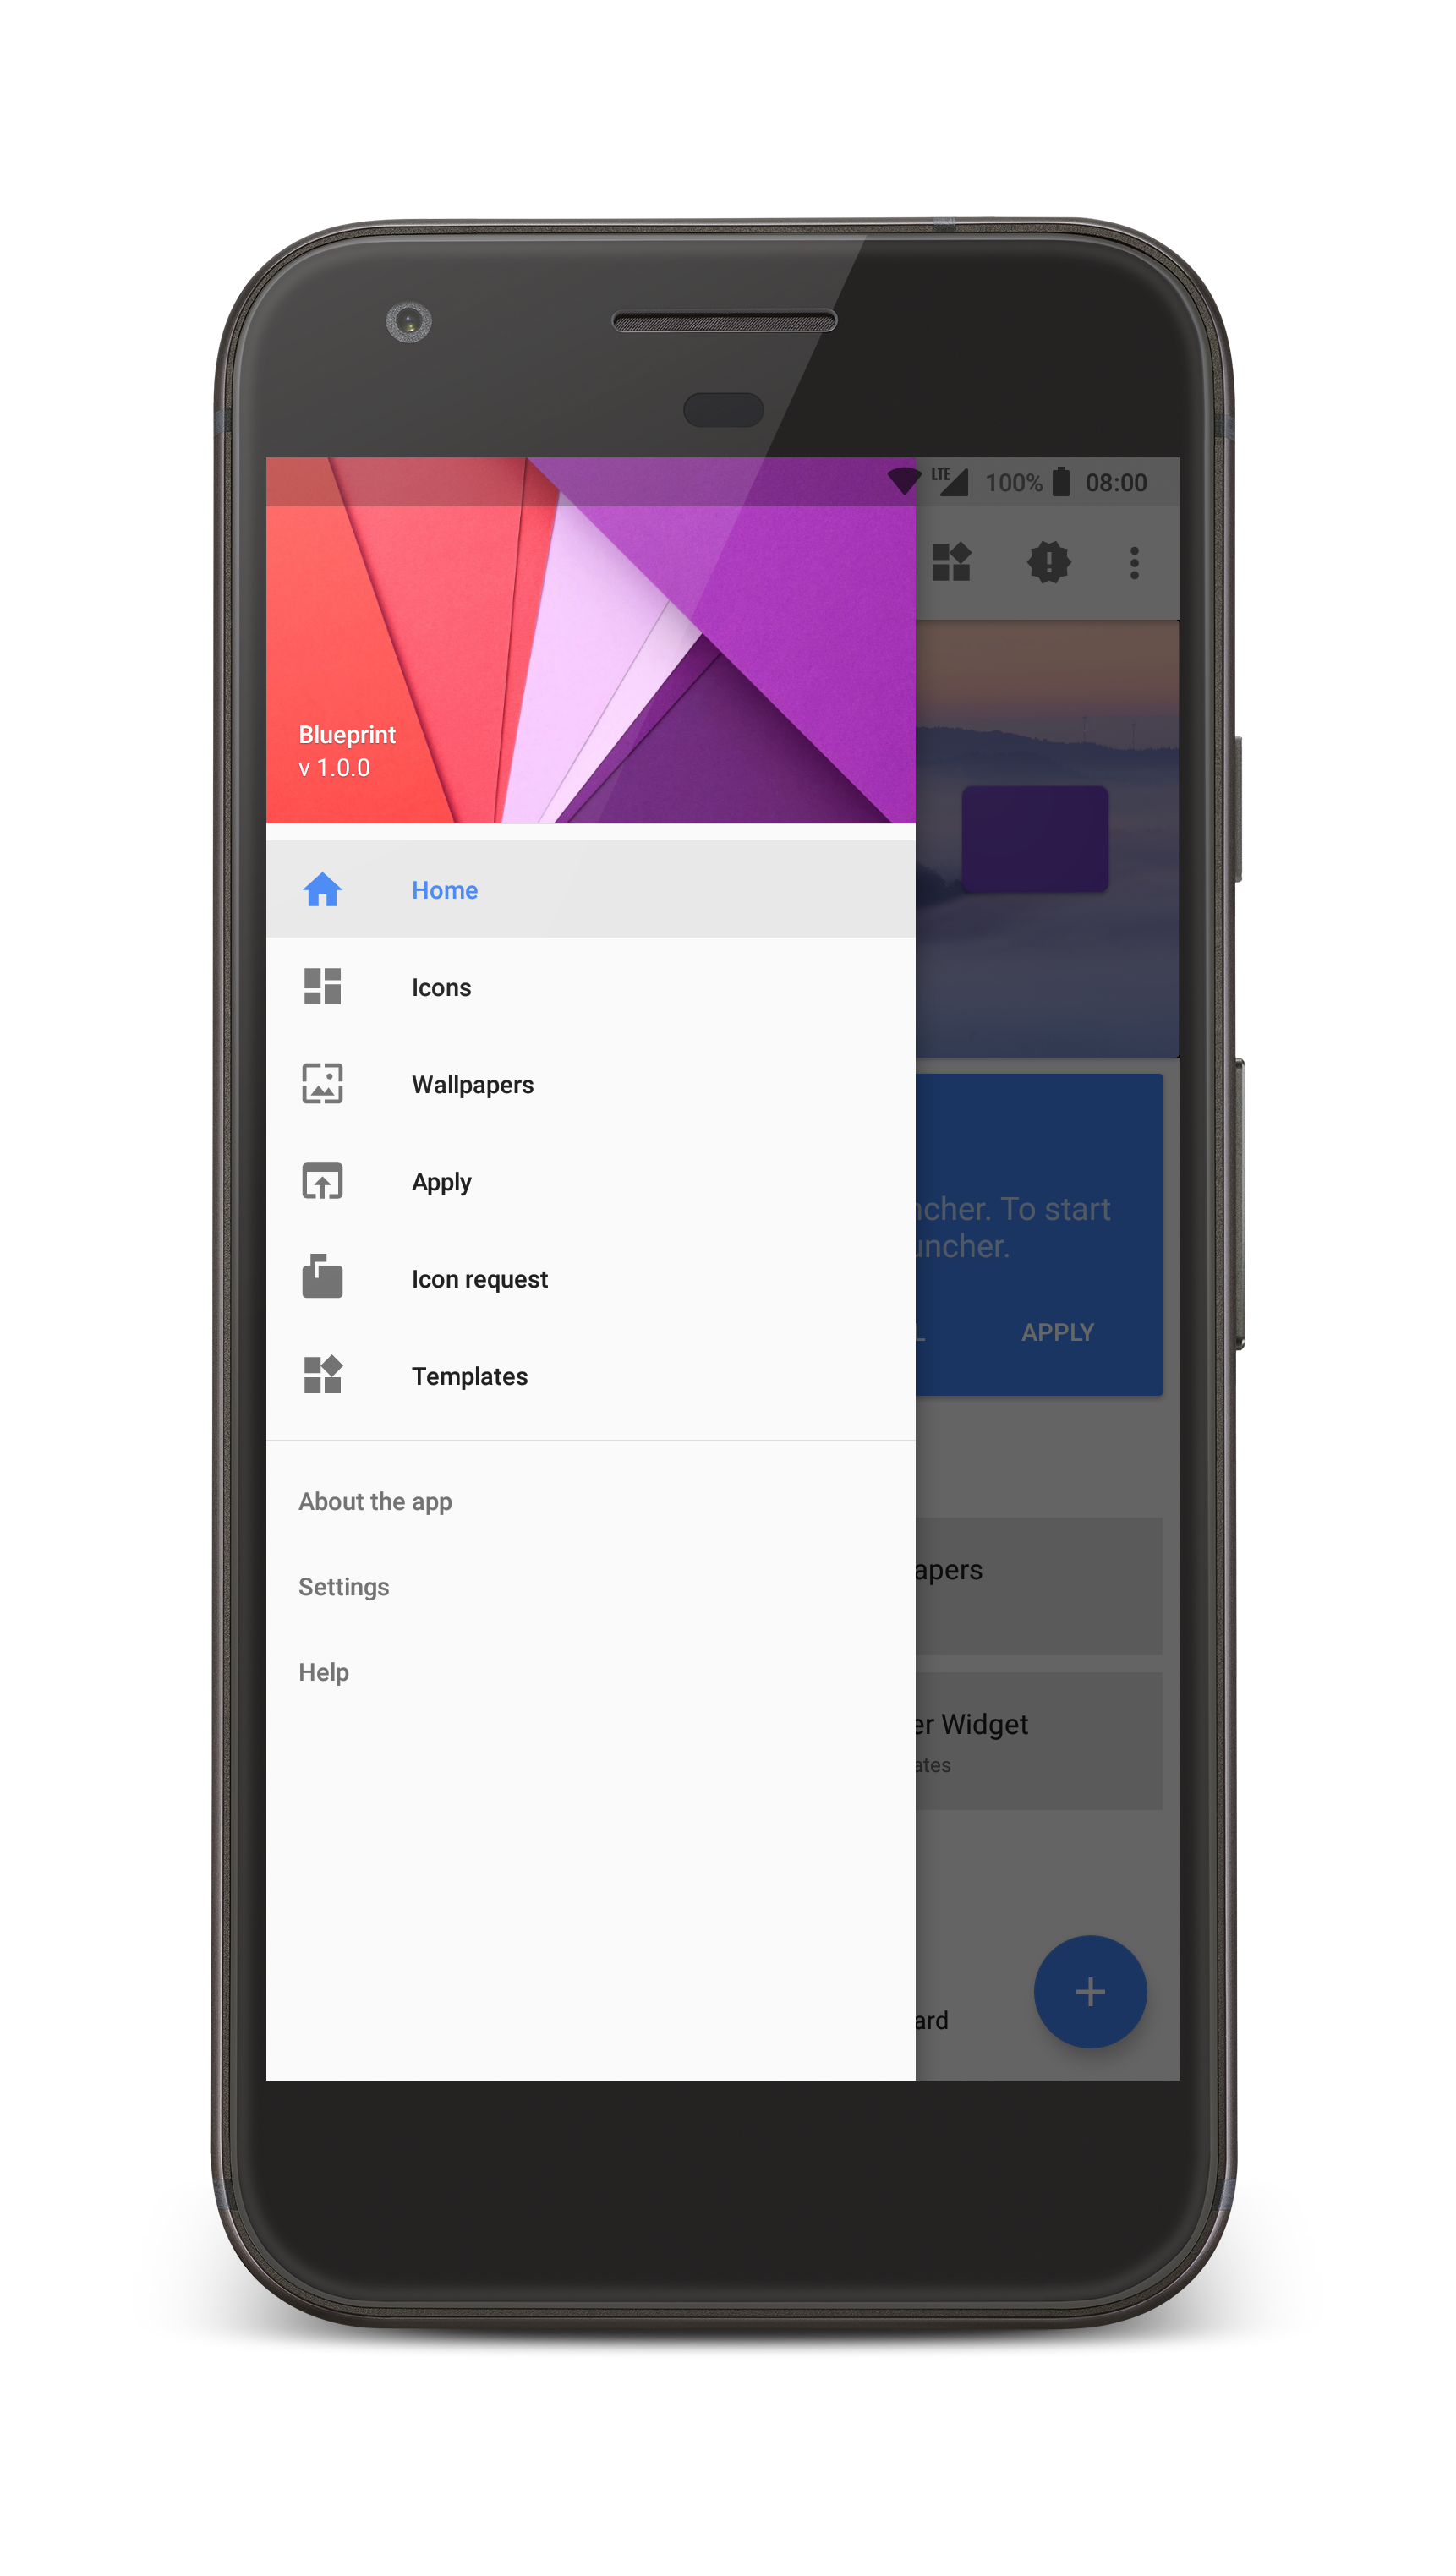 LTE 100% 08:00
Blueprint
v 1.0.0
Home
Icons
Wallpapers
Apply
Icon request
Templates
About the app
Settings
Help
ncher. To start
uncher.
L APPLY
apers
er Widget
ates
ard